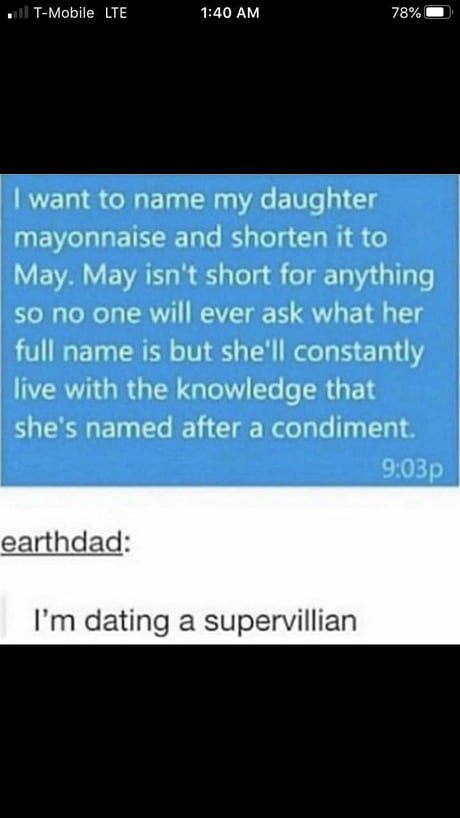 T-Mobile LTE 1:40 AM 78%
I want to name my daughter
mayonnaise and shorten it to
May. May isn't short for anything
so no one will ever ask what her
full name is but she'll constantly
live with the knowledge that
she's named after a condiment.
9:03p
earthdad:
I'm dating a supervillian